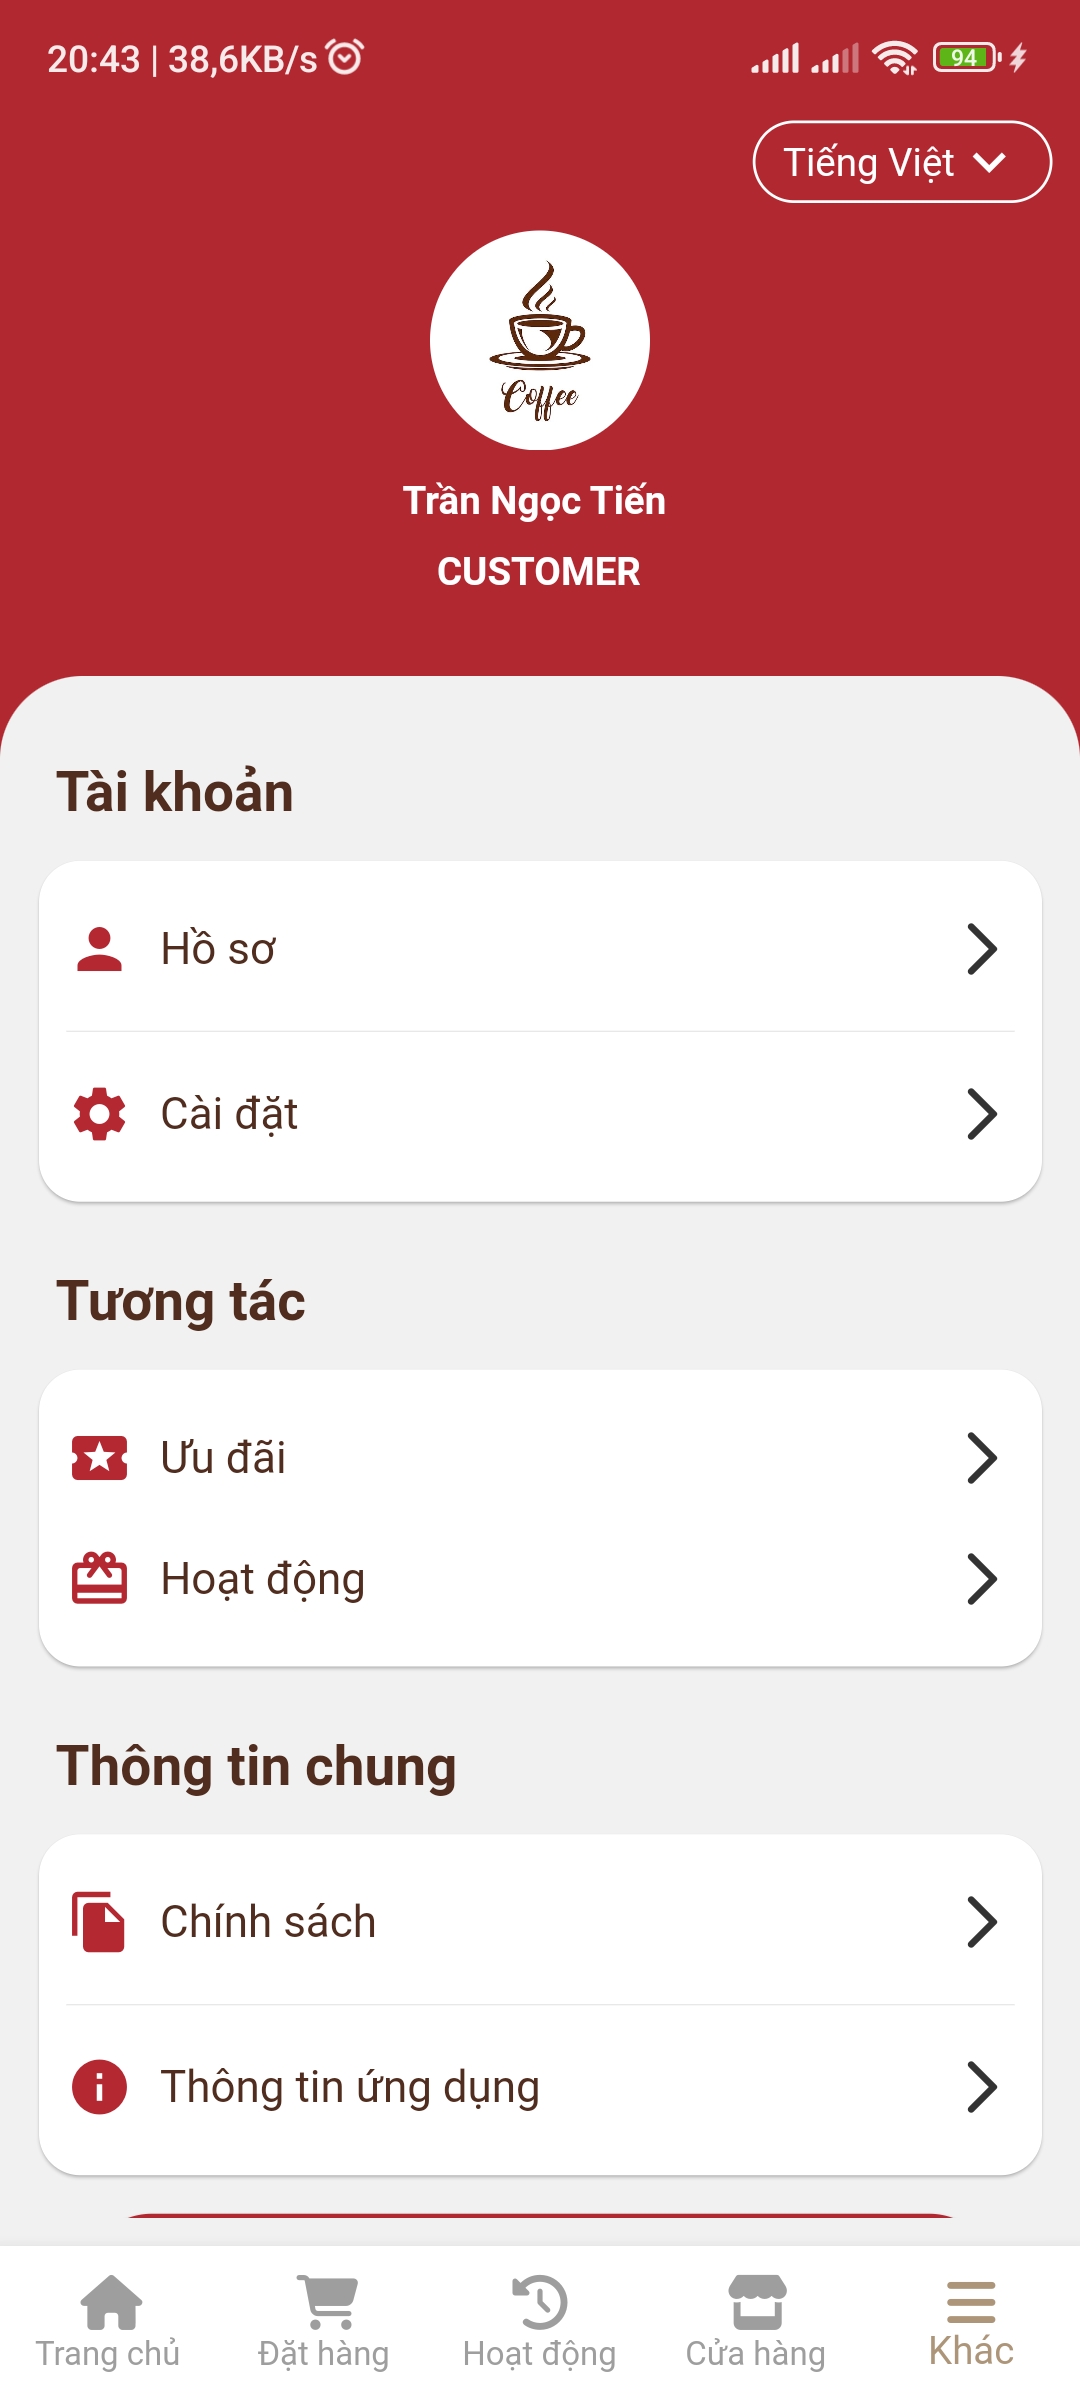 20:43 | 38,6KB/s
94
Tiếng Việt
Coffee
Trần Ngọc Tiến
CUSTOMER
Tài khoản
Hồ sơ
Cài đặt
Tương tác
Ưu đãi
Hoạt động
Thông tin chung
Chính sách
Thông tin ứng dụng
Trang chủ
Đặt hàng
Hoạt động
Cửa hàng
Khác